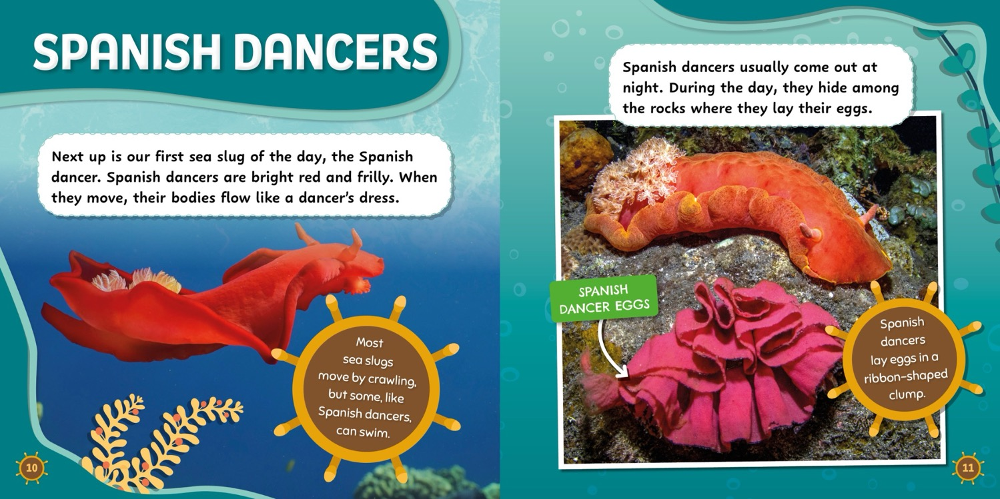 SPANISH DANCERS
Next up is our first sea slug of the day, the Spanish
dancer. Spanish dancers are bright red and frilly. When
they move, their bodies flow like a dancer's dress.
Most
sea slugs
move by crawling,
but some, like
Spanish dancers,
can swim.
10
Spanish dancers usually come out at
night. During the day, they hide among
the rocks where they lay their eggs.
SPANISH
DANCER EGGS
Spanish
dancers
lay eggs in a
ribbon-shaped
clump.
11